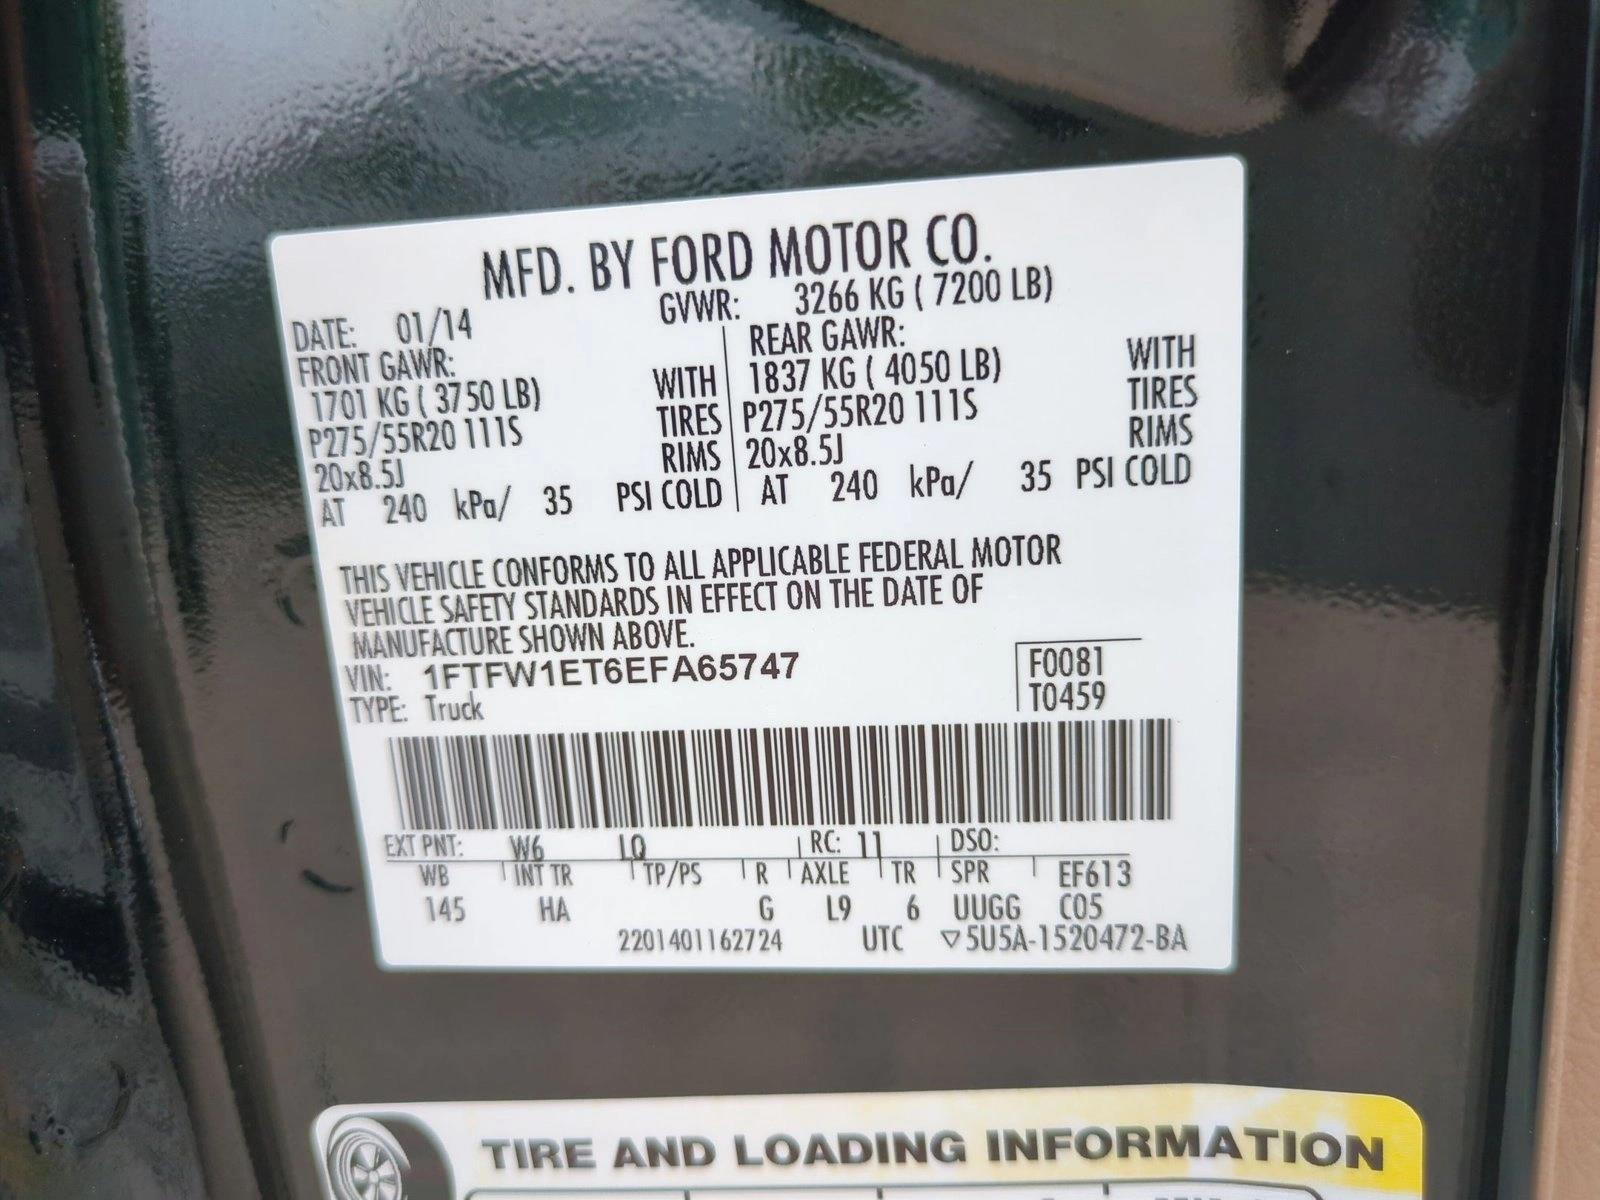 MFD. BY FORD MOTOR CO.
DATE: 01/14 GVWR: 3266 KG ( 7200 LB)
FRONT GAWR: REAR GAWR:
1701 KG ( 3750 LB) WITH 1837 KG ( 4050 LB) WITH
P275/55R20 111S TIRES P275/55R20 111S TIRES
20x8.5J RIMS 20x8.5J RIMS
AT 240 kPa/ 35 PSI COLD AT 240 kPa/ 35 PSI COLD
THIS VEHICLE CONFORMS TO ALL APPLICABLE FEDERAL MOTOR
VEHICLE SAFETY STANDARDS IN EFFECT ON THE DATE OF
MANUFACTURE SHOWN ABOVE.
VIN: 1FTFW1ET6EFA65747 F0081
TYPE: Truck T0459
EXT PNT: W6 LQ RC: 11 DSO:
WB INT TR TP/PS R AXLE TR SPR EF613
145 HA G L9 6 UUGG C05
2201401162724 UTC ▽5U5A-1520472-BA
TIRE AND LOADING INFORMATION